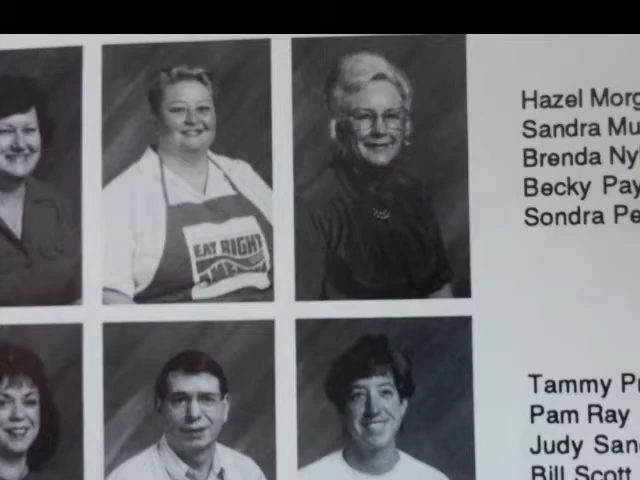 EAT RIGHT
AMERICA
Hazel Morg
Sandra Mu
Brenda Ny
Becky Pay
Sondra Pe
Tammy Pr
Pam Ray
Judy San
Bill Scott